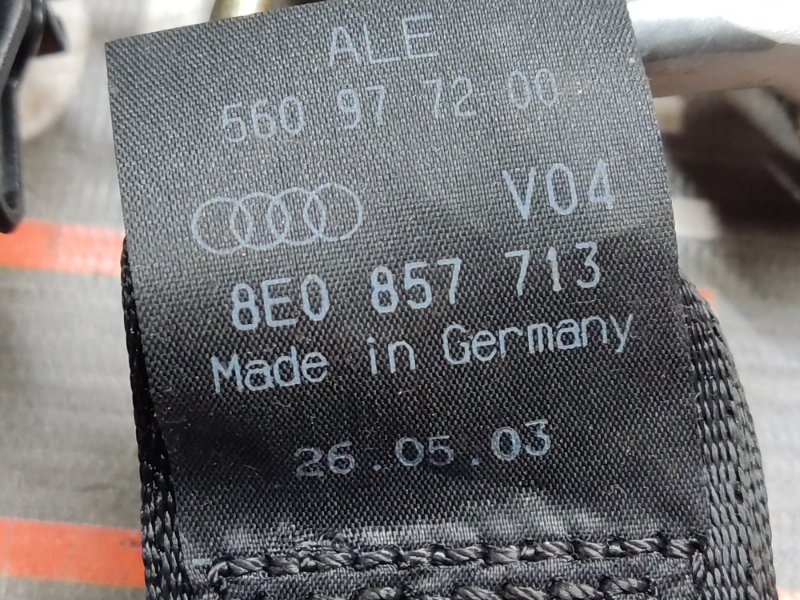 ALE
560 97 72 00
V04
8E0 857 713
Made in Germany
26.05.03